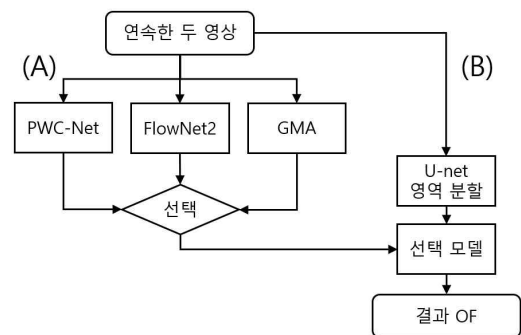 연속한 두 영상
(A)
(B)
PWC-Net
FlowNet2
GMA
U-net
영역 분할
선택
선택 모델
결과 OF